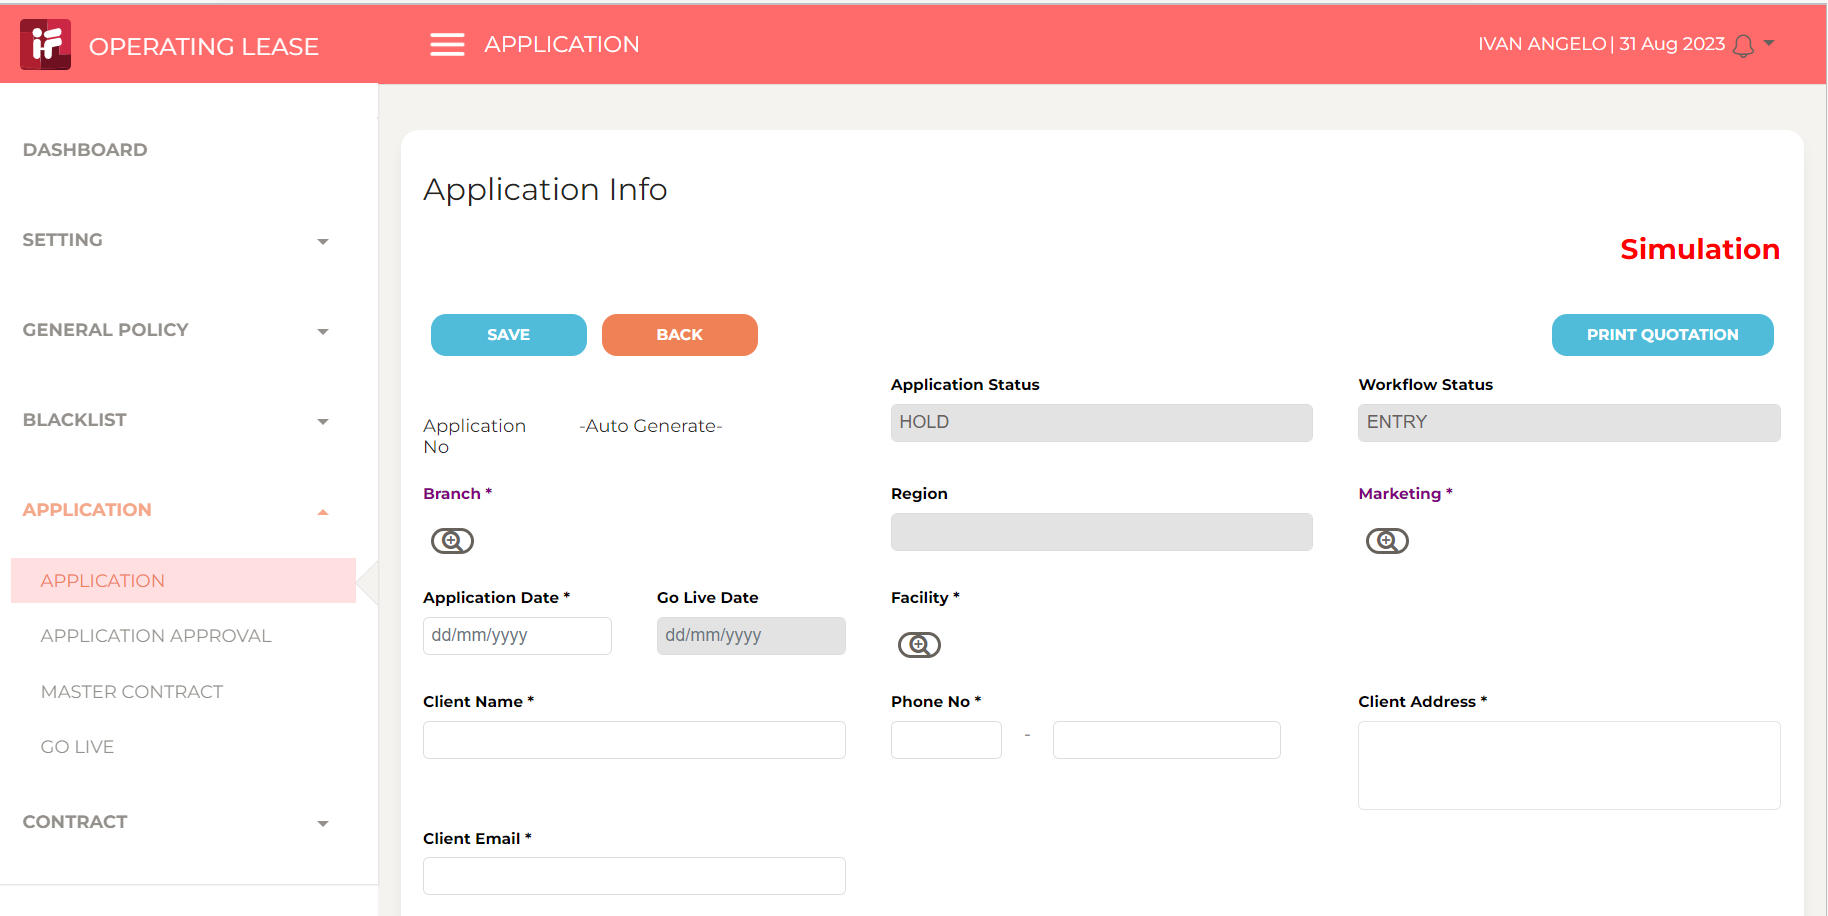 iF OPERATING LEASE
APPLICATION
IVAN ANGELO | 31 Aug 2023
DASHBOARD
SETTING
GENERAL POLICY
BLACKLIST
APPLICATION
APPLICATION
APPLICATION APPROVAL
MASTER CONTRACT
GO LIVE
CONTRACT
Application Info
Simulation
SAVE BACK PRINT QUOTATION
Application No -Auto Generate-
Application Status
HOLD
Workflow Status
ENTRY
Branch *
Region
Marketing *
Application Date *
dd/mm/yyyy
Go Live Date
dd/mm/yyyy
Facility *
Client Name *
Phone No *
-
Client Address *
Client Email *